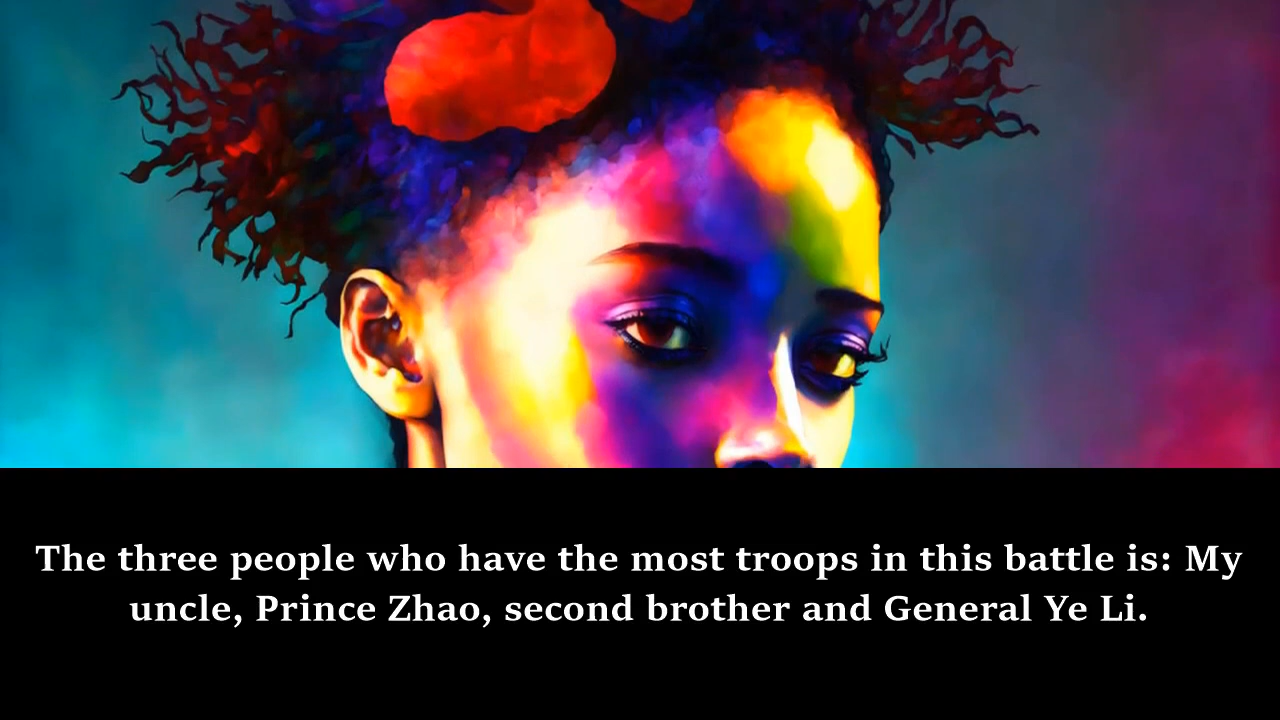 The three people who have the most troops in this battle is: My
uncle, Prince Zhao, second brother and General Ye Li.